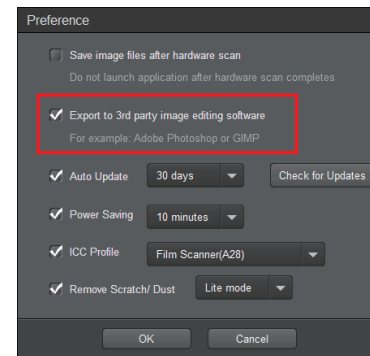 Preference
Save image files after hardware scan
Do not launch application after hardware scan completes
Export to 3rd party image editing software
For example: Adobe Photoshop or GIMP
Auto Update 30 days Check for Updates
Power Saving 10 minutes
ICC Profile Film Scanner(A28)
Remove Scratch/ Dust Lite mode
OK Cancel